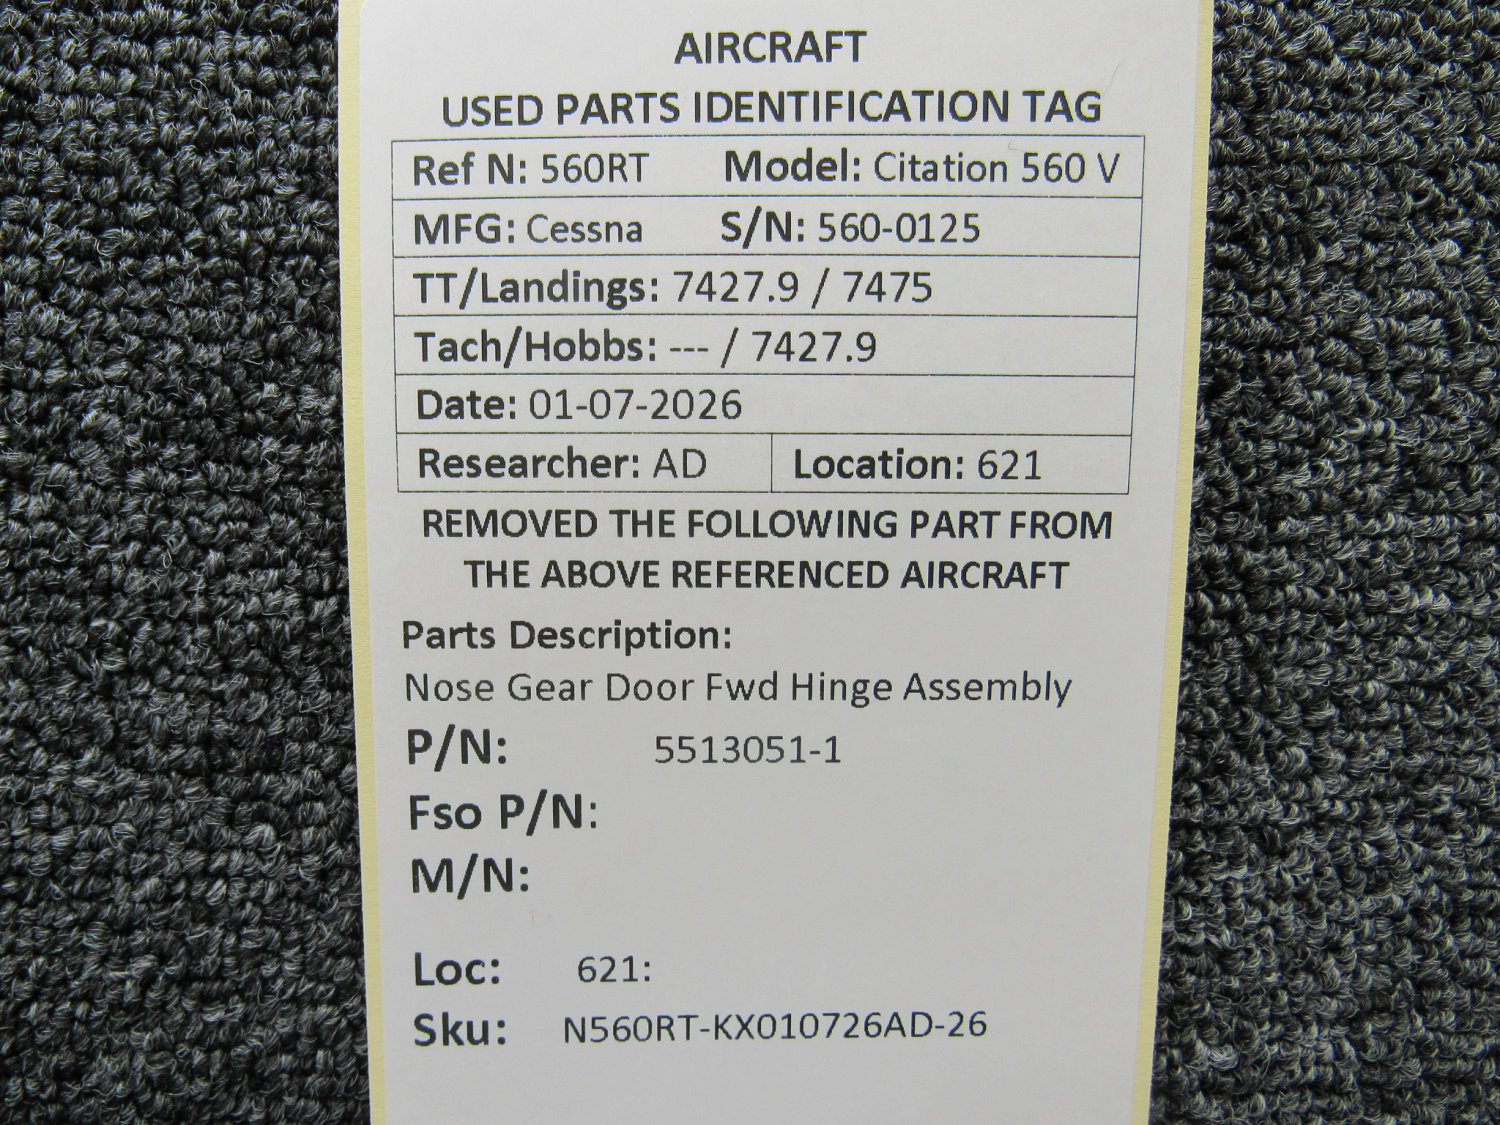 AIRCRAFT
USED PARTS IDENTIFICATION TAG
Ref N: 560RT Model: Citation 560 V
MFG: Cessna S/N: 560-0125
TT/Landings: 7427.9 / 7475
Tach/Hobbs: --- / 7427.9
Date: 01-07-2026
Researcher: AD Location: 621
REMOVED THE FOLLOWING PART FROM
THE ABOVE REFERENCED AIRCRAFT
Parts Description:
Nose Gear Door Fwd Hinge Assembly
P/N: 5513051-1
Fso P/N:
M/N:
Loc: 621:
Sku: N560RT-KX010726AD-26